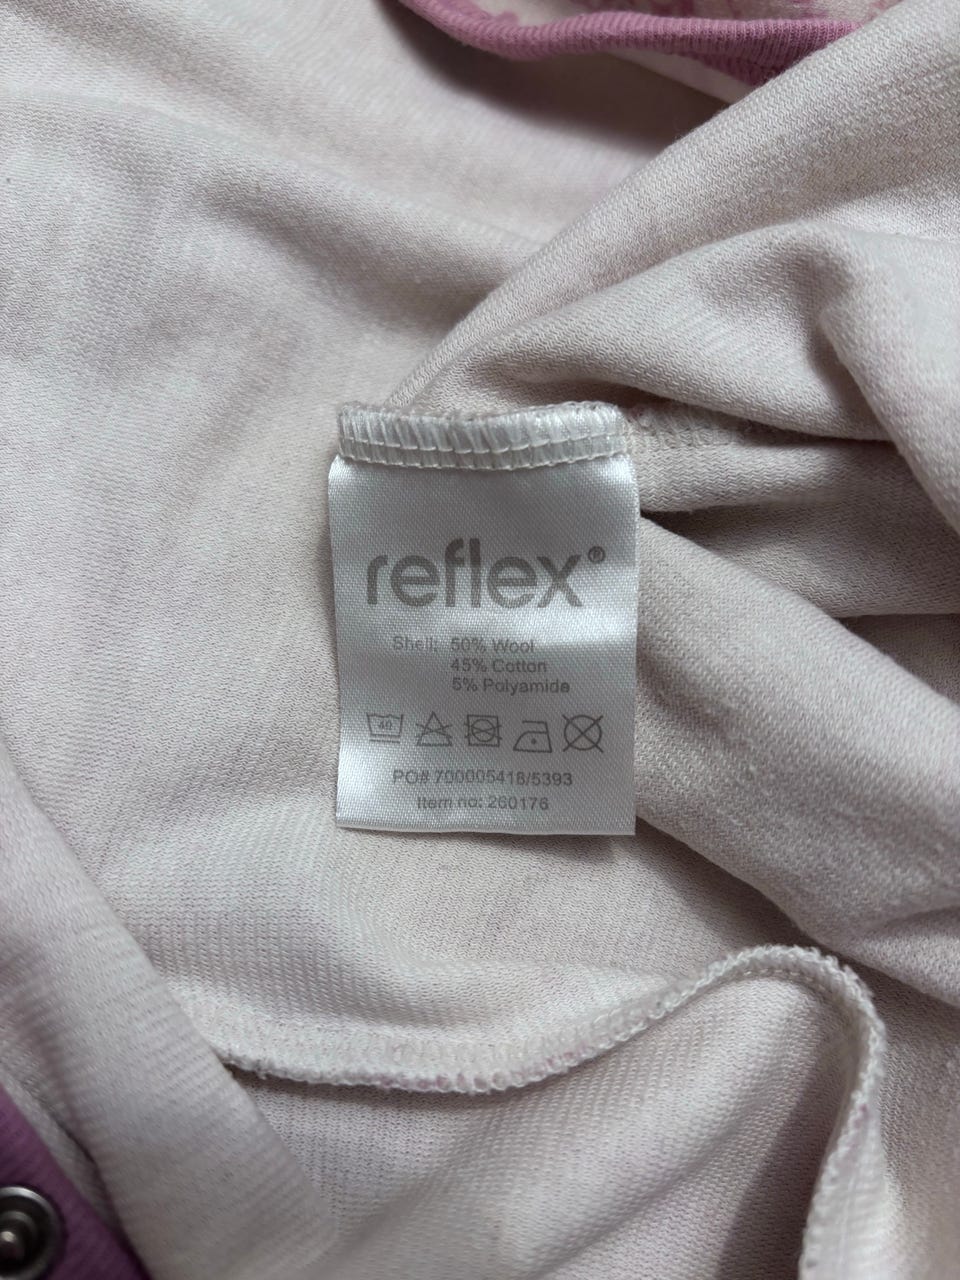 reflex®
Shell: 50% Wool
45% Cotton
5% Polyamide
40
PO# 700005418/5393
Item no: 260176